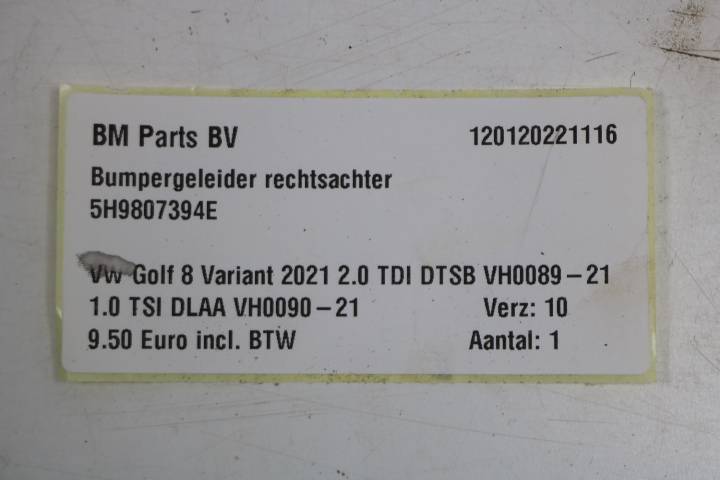 BM Parts BV 120120221116
Bumpergeleider rechtsachter
5H9807394E
VW Golf 8 Variant 2021 2.0 TDI DTSB VH0089-21
1.0 TSI DLAA VH0090-21 Verz: 10
9.50 Euro incl. BTW Aantal: 1